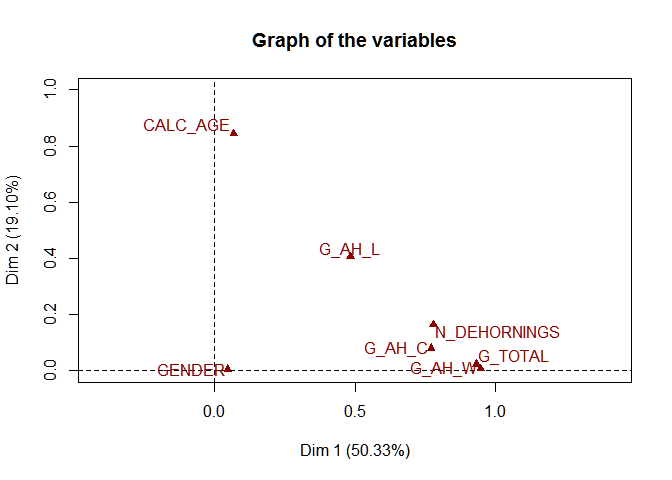 Graph of the variables
1.0
CALC_AGE
0.8
0.6
G_AH_L
0.4
0.2
N_DEHORNINGS
G_AH_C
G_TOTAL
G_AH_W
GENDER
0.0
Dim 2 (19.10%)
0.0 0.5 1.0
Dim 1 (50.33%)